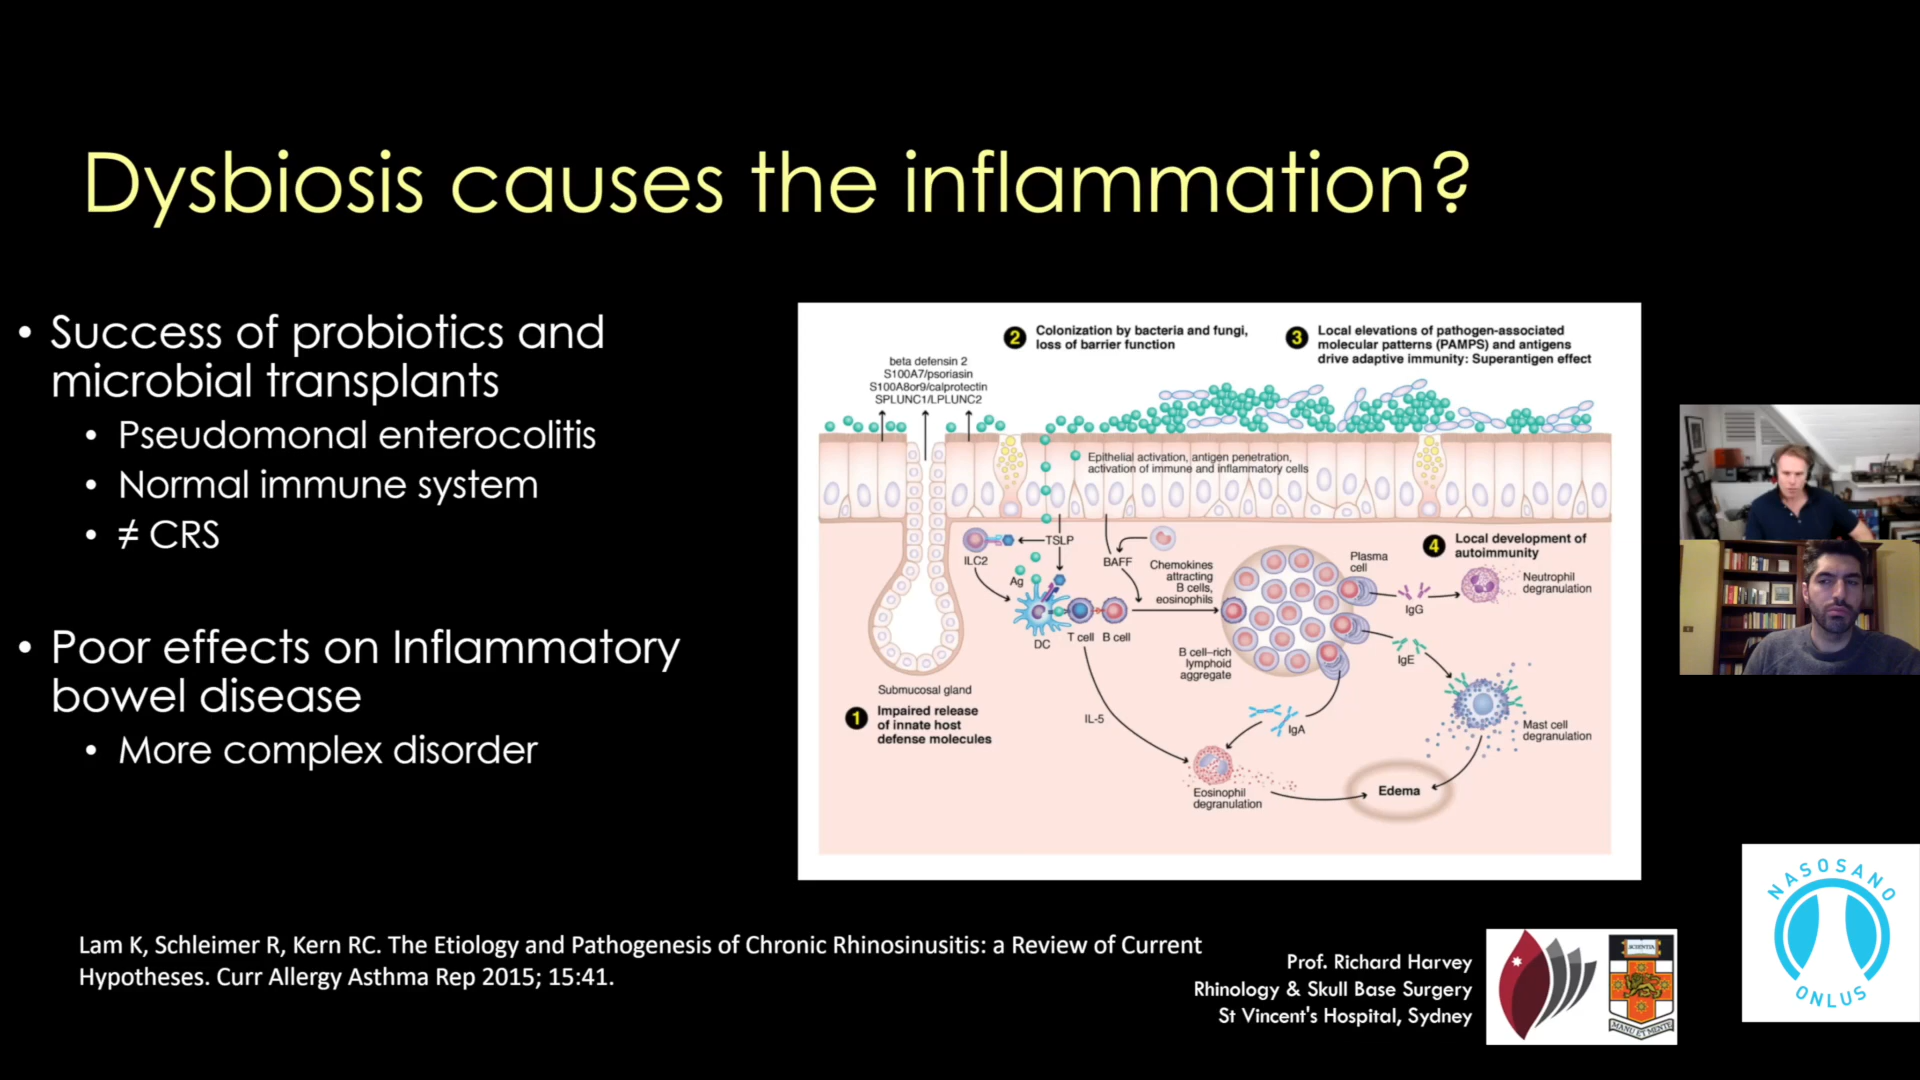 Dysbiosis causes the inflammation?
• Success of probiotics and
microbial transplants
• Pseudomonal enterocolitis
• Normal immune system
• ≠ CRS
• Poor effects on Inflammatory
bowel disease
• More complex disorder
2 Colonization by bacteria and fungi,
loss of barrier function
3 Local elevations of pathogen-associated
molecular patterns (PAMPS) and antigens
drive adaptive immunity: Superantigen effect
beta defensin 2
S100A7/psoriasin
S100A8or9/calprotectin
SPLUNC1/LPLUNC2
Epithelial activation, antigen penetration,
activation of immune and inflammatory cells
ILC2
TSLP
Ag
DC
T cell
B cell
BAFF
Chemokines
attracting
B cells,
eosinophils
Plasma
cell
4 Local development of
autoimmunity
IgG
Neutrophil
degranulation
IgE
B cell–rich
lymphoid
aggregate
Submucosal gland
1 Impaired release
of innate host
defense molecules
IL-5
IgA
Mast cell
degranulation
Eosinophil
degranulation
Edema
Lam K, Schleimer R, Kern RC. The Etiology and Pathogenesis of Chronic Rhinosinusitis: a Review of Current
Hypotheses. Curr Allergy Asthma Rep 2015; 15:41.
Prof. Richard Harvey
Rhinology & Skull Base Surgery
St Vincent's Hospital, Sydney
SCIENTIA
MANU ET MENTE
NASOSANO
ONLUS